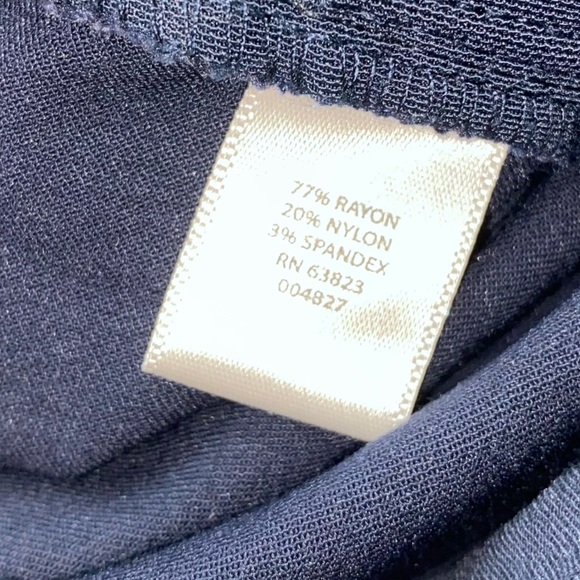 77% RAYON
20% NYLON
3% SPANDEX
RN 63823
004827